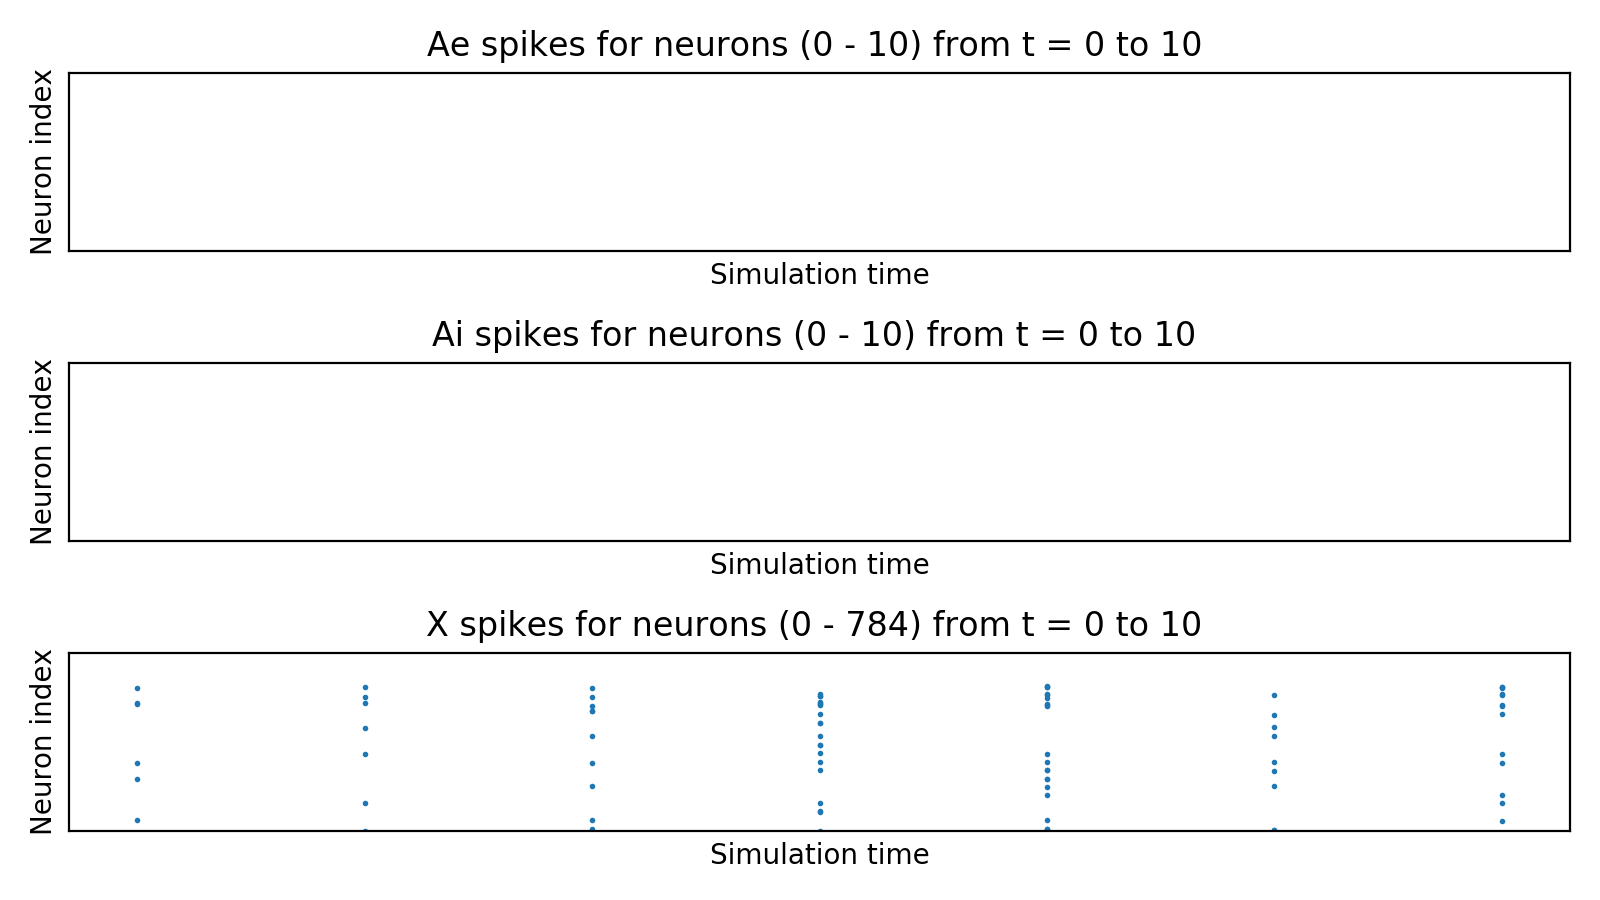 Ae spikes for neurons (0 - 10) from t = 0 to 10
Neuron index
Simulation time
Ai spikes for neurons (0 - 10) from t = 0 to 10
Neuron index
Simulation time
X spikes for neurons (0 - 784) from t = 0 to 10
Neuron index
Simulation time